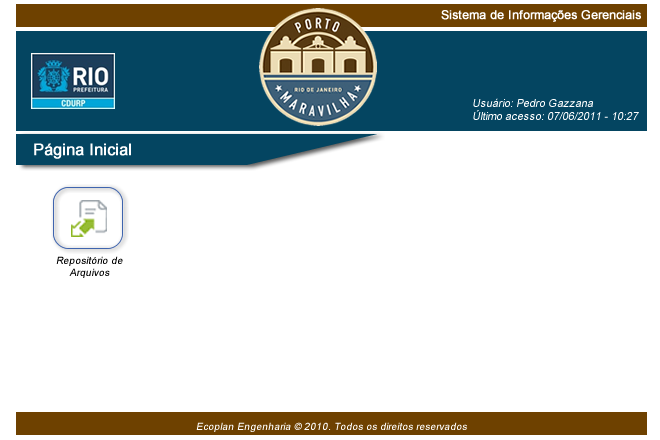 Sistema de Informações Gerenciais
PORTO
RIO DE JANEIRO
MARAVILHA
RIO
PREFEITURA
CDURP
Usuário: Pedro Gazzana
Último acesso: 07/06/2011 - 10:27
Página Inicial
Repositório de
Arquivos
Ecoplan Engenharia © 2010. Todos os direitos reservados